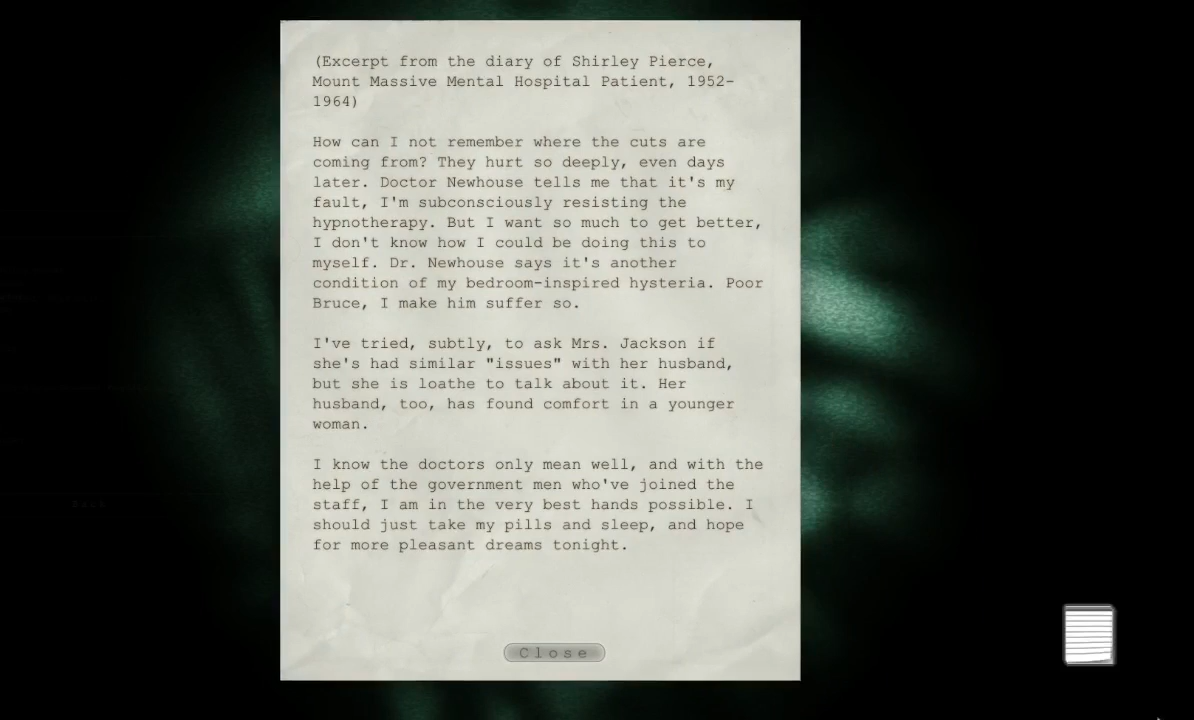 (Excerpt from the diary of Shirley Pierce,
Mount Massive Mental Hospital Patient, 1952-
1964)
How can I not remember where the cuts are
coming from? They hurt so deeply, even days
later. Doctor Newhouse tells me that it's my
fault, I'm subconsciously resisting the
hypnotherapy. But I want so much to get better,
I don't know how I could be doing this to
myself. Dr. Newhouse says it's another
condition of my bedroom-inspired hysteria. Poor
Bruce, I make him suffer so.
I've tried, subtly, to ask Mrs. Jackson if
she's had similar "issues" with her husband,
but she is loathe to talk about it. Her
husband, too, has found comfort in a younger
woman.
I know the doctors only mean well, and with the
help of the government men who've joined the
staff, I am in the very best hands possible. I
should just take my pills and sleep, and hope
for more pleasant dreams tonight.
Close